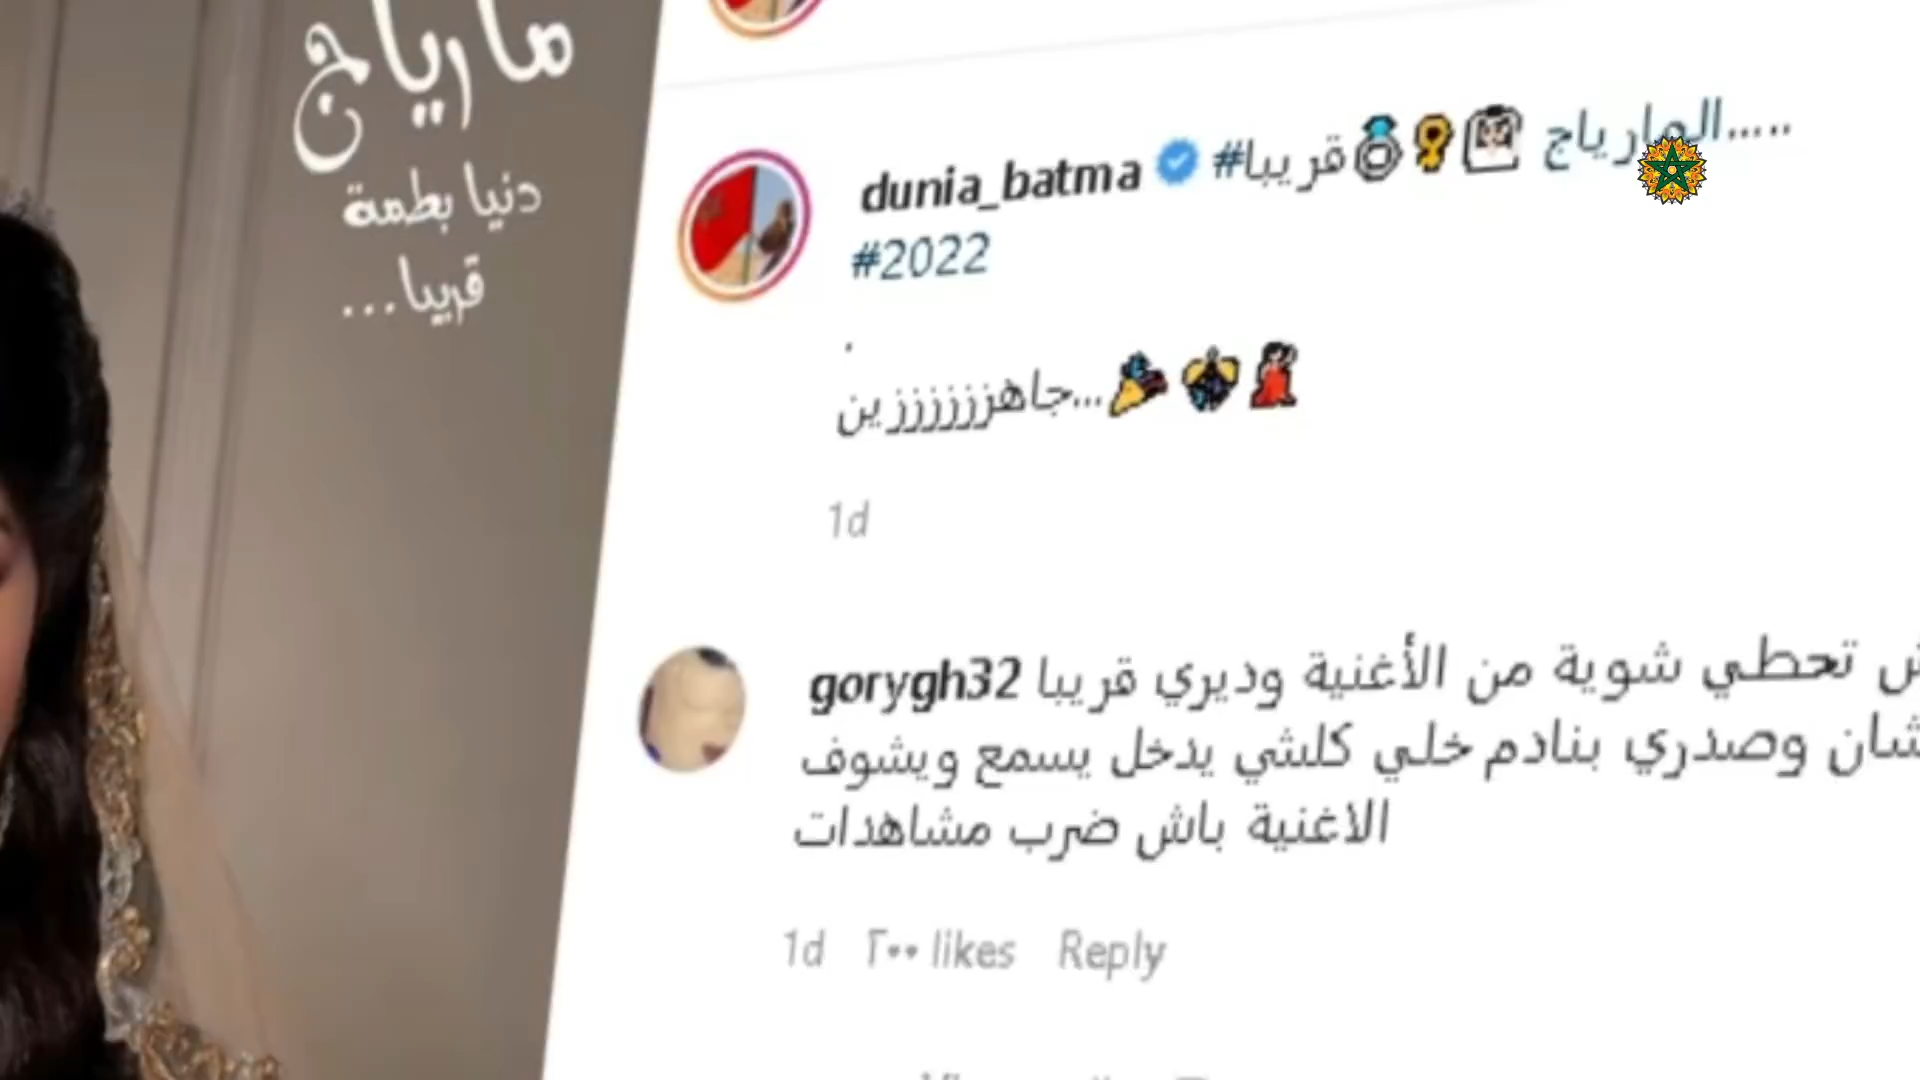 مارياج
دنيا بطمة
قريبا...
dunia_batma #قريبا💍👰 المارياج.....
#2022
.
جاهزززززززين...🎉💃
1d
gorygh32 تحطي شوية من الأغنية وديري قريبا
وصدري بنادم خلي كلشي يدخل يسمع ويشوف
الاغنية باش ضرب مشاهدات
1d ٢٠٠ likes Reply